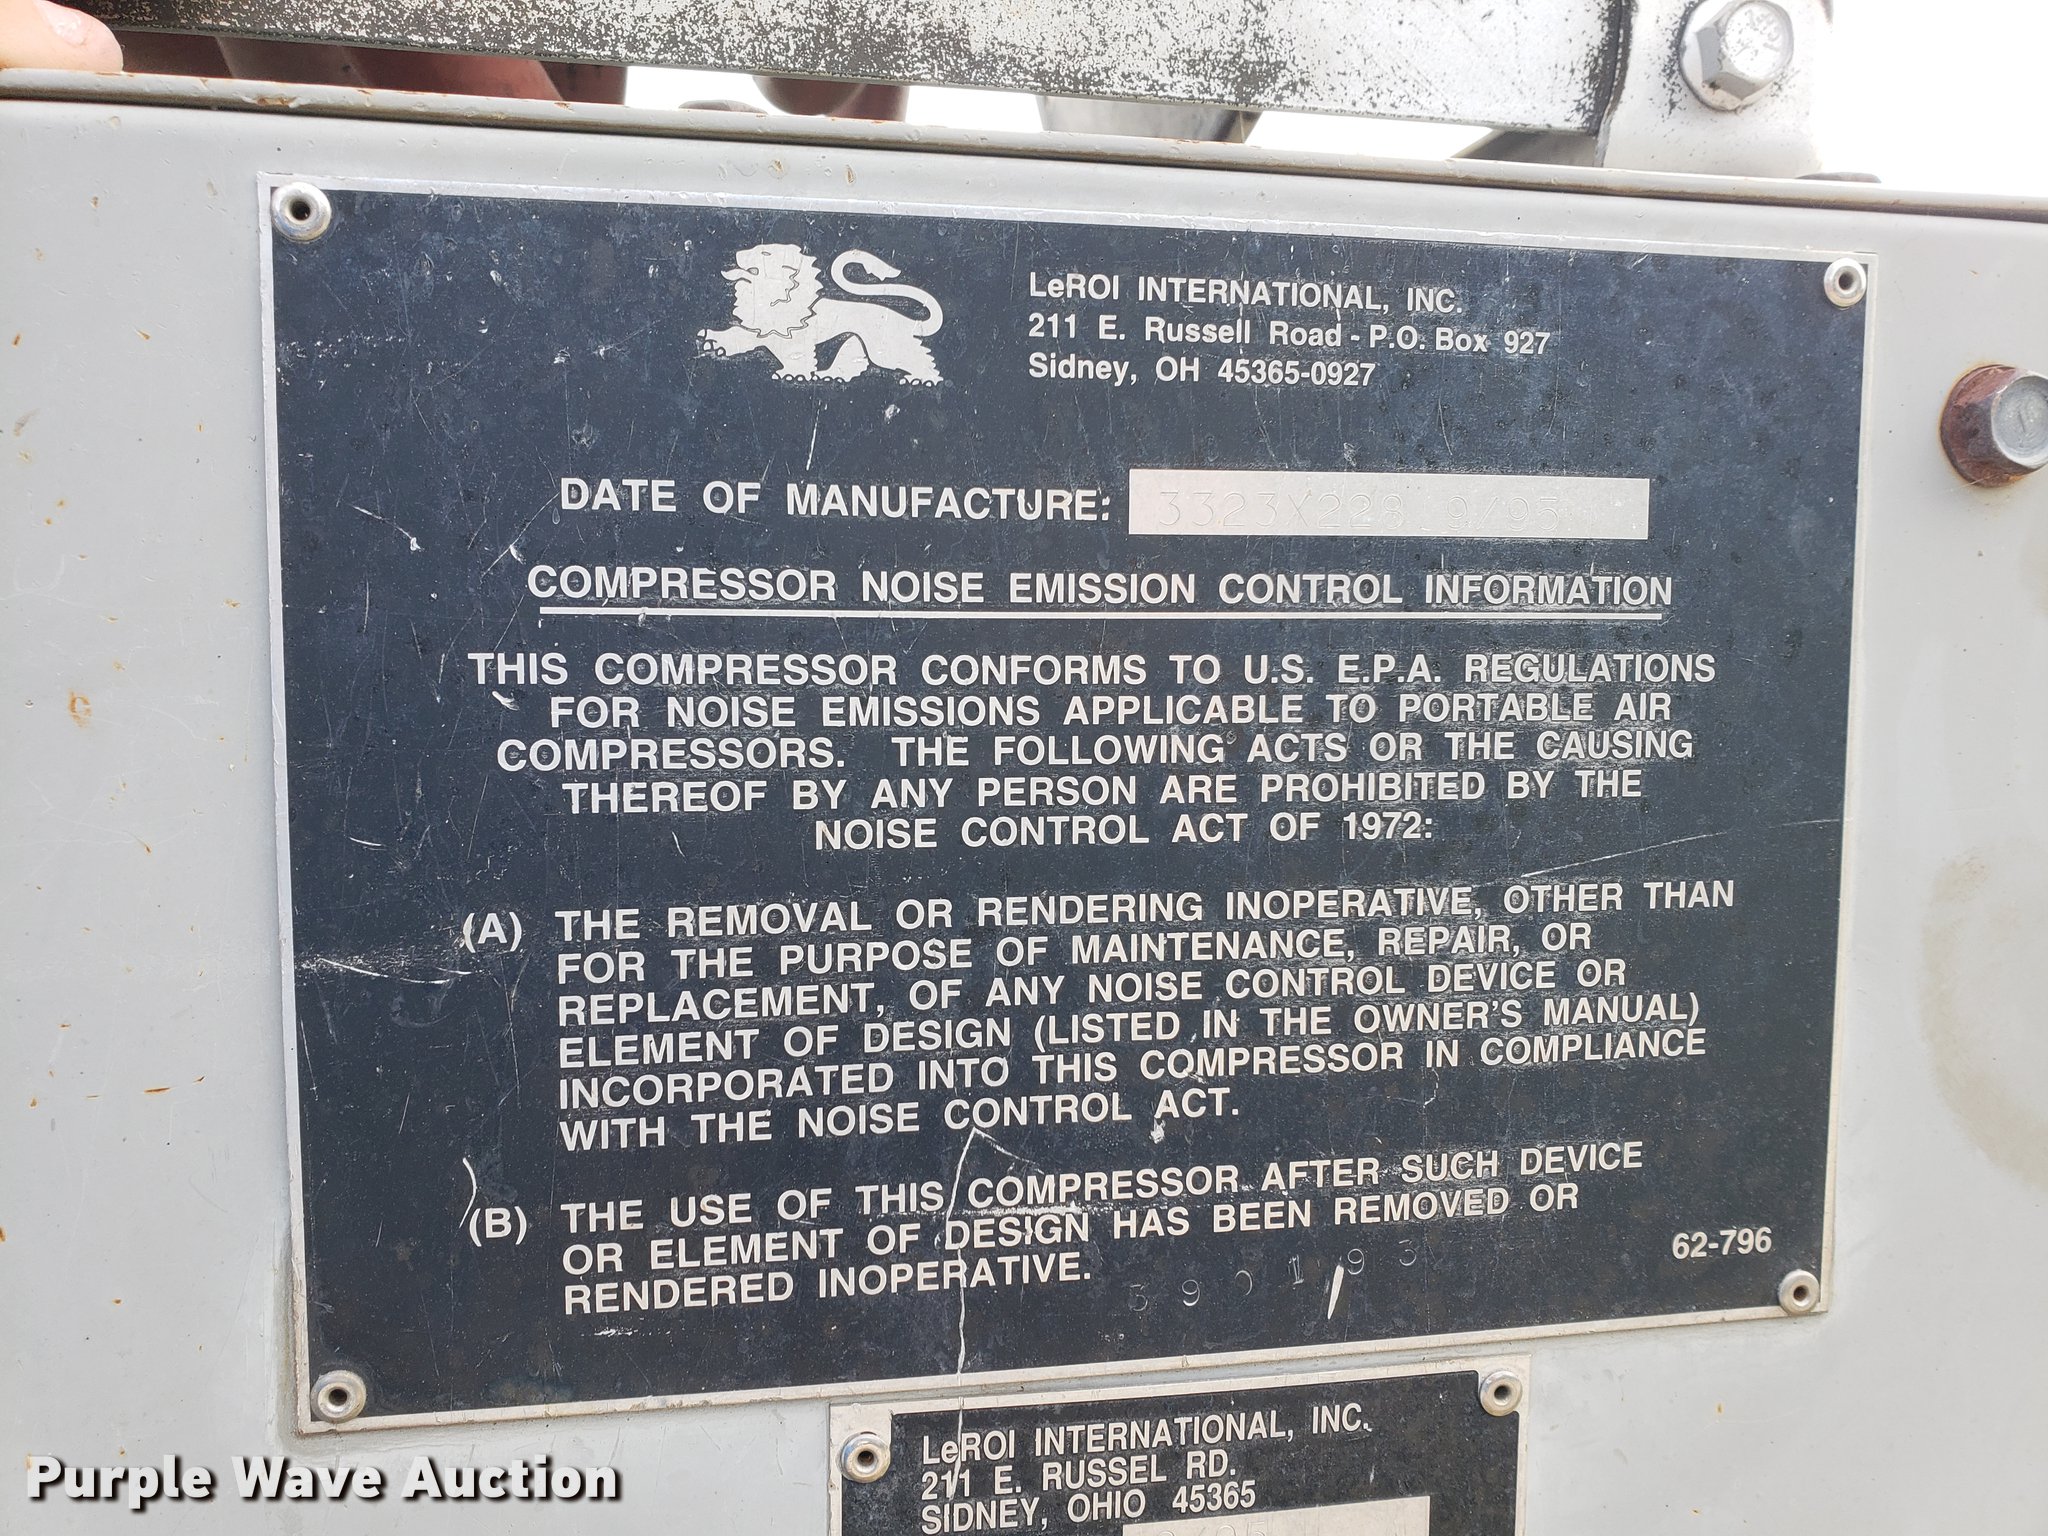 LeROI INTERNATIONAL, INC.
211 E. Russell Road - P.O. Box 927
Sidney, OH 45365-0927
DATE OF MANUFACTURE: 3323X228 9/95
COMPRESSOR NOISE EMISSION CONTROL INFORMATION
THIS COMPRESSOR CONFORMS TO U.S. E.P.A. REGULATIONS
FOR NOISE EMISSIONS APPLICABLE TO PORTABLE AIR
COMPRESSORS. THE FOLLOWING ACTS OR THE CAUSING
THEREOF BY ANY PERSON ARE PROHIBITED BY THE
NOISE CONTROL ACT OF 1972:
(A) THE REMOVAL OR RENDERING INOPERATIVE, OTHER THAN
FOR THE PURPOSE OF MAINTENANCE, REPAIR, OR
REPLACEMENT, OF ANY NOISE CONTROL DEVICE OR
ELEMENT OF DESIGN (LISTED IN THE OWNER'S MANUAL)
INCORPORATED INTO THIS COMPRESSOR IN COMPLIANCE
WITH THE NOISE CONTROL ACT.
(B) THE USE OF THIS COMPRESSOR AFTER SUCH DEVICE
OR ELEMENT OF DESIGN HAS BEEN REMOVED OR
RENDERED INOPERATIVE.
62-796
LeROI INTERNATIONAL, INC.
211 E. RUSSEL RD.
SIDNEY, OHIO 45365
Purple Wave Auction